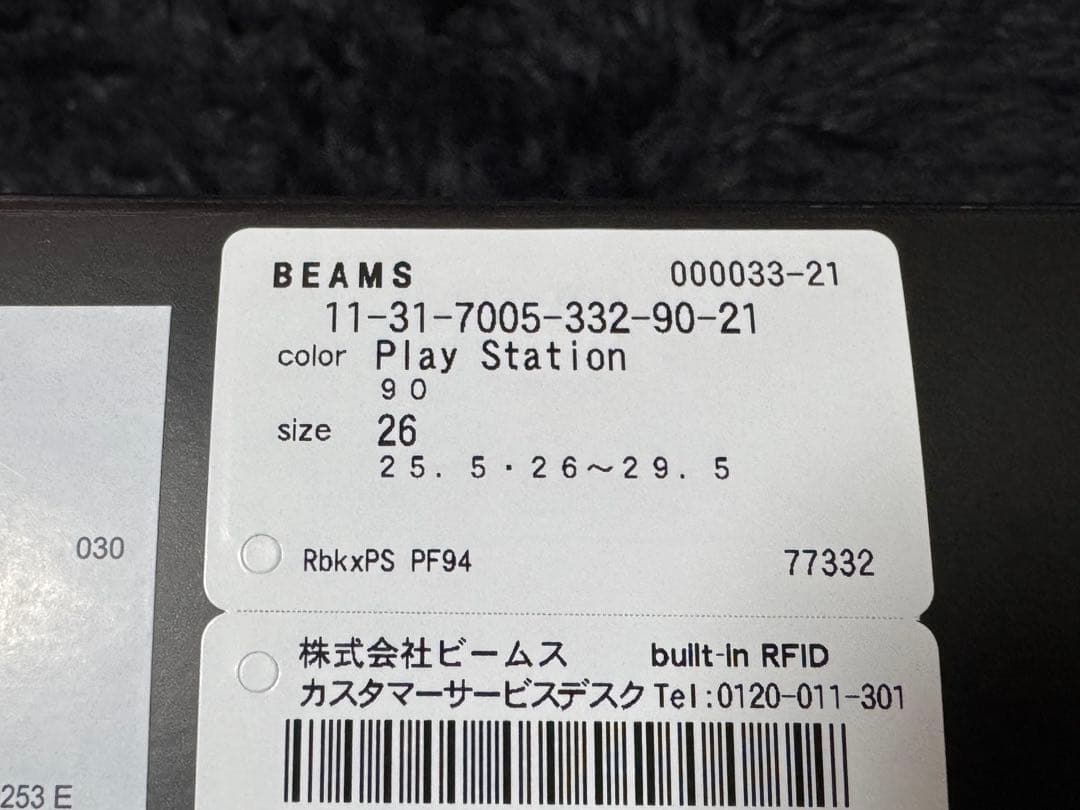 BEAMS 000033-21
11-31-7005-332-90-21
color Play Station
90
size 26
25.5・26～29.5
030
RbkxPS PF94 77332
株式会社ビームス built-in RFID
カスタマーサービスデスク Tel:0120-011-301
253 E